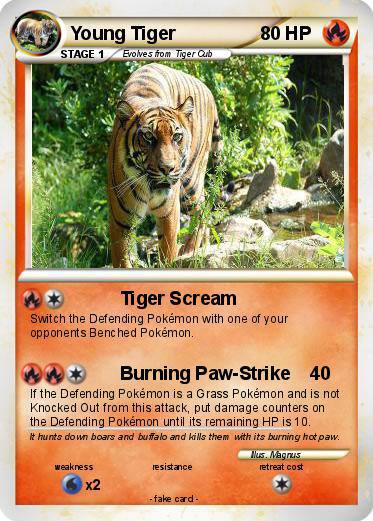 Young Tiger 80 HP
STAGE 1 Evolves from Tiger Cub
Tiger Scream
Switch the Defending Pokémon with one of your
opponents Benched Pokémon.
Burning Paw-Strike 40
If the Defending Pokémon is a Grass Pokémon and is not
Knocked Out from this attack, put damage counters on
the Defending Pokémon until its remaining HP is 10.
It hunts down boars and buffalo and kills them with its burning hot paw.
Illus. Magnus
weakness resistance retreat cost
x2
- fake card -